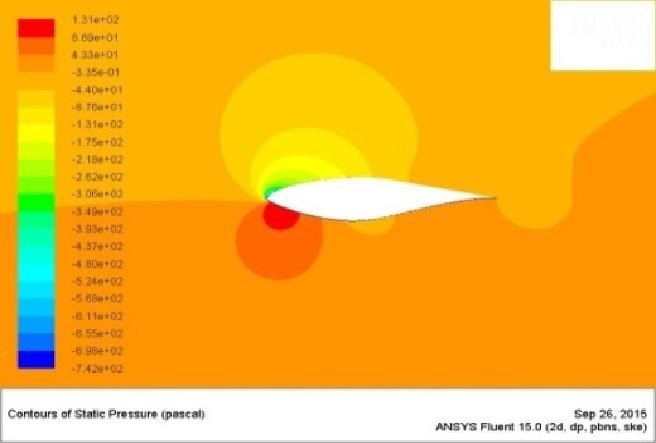 1.31e+02
8.69e+01
4.33e+01
-3.35e-01
-4.40e+01
-8.76e+01
-1.31e+02
-1.75e+02
-2.18e+02
-2.62e+02
-3.06e+02
-3.49e+02
-3.93e+02
-4.37e+02
-4.80e+02
-5.24e+02
-5.68e+02
-6.11e+02
-6.55e+02
-6.98e+02
-7.42e+02
Contours of Static Pressure (pascal)
Sep 26, 2015
ANSYS Fluent 15.0 (2d, dp, pbns, ske)